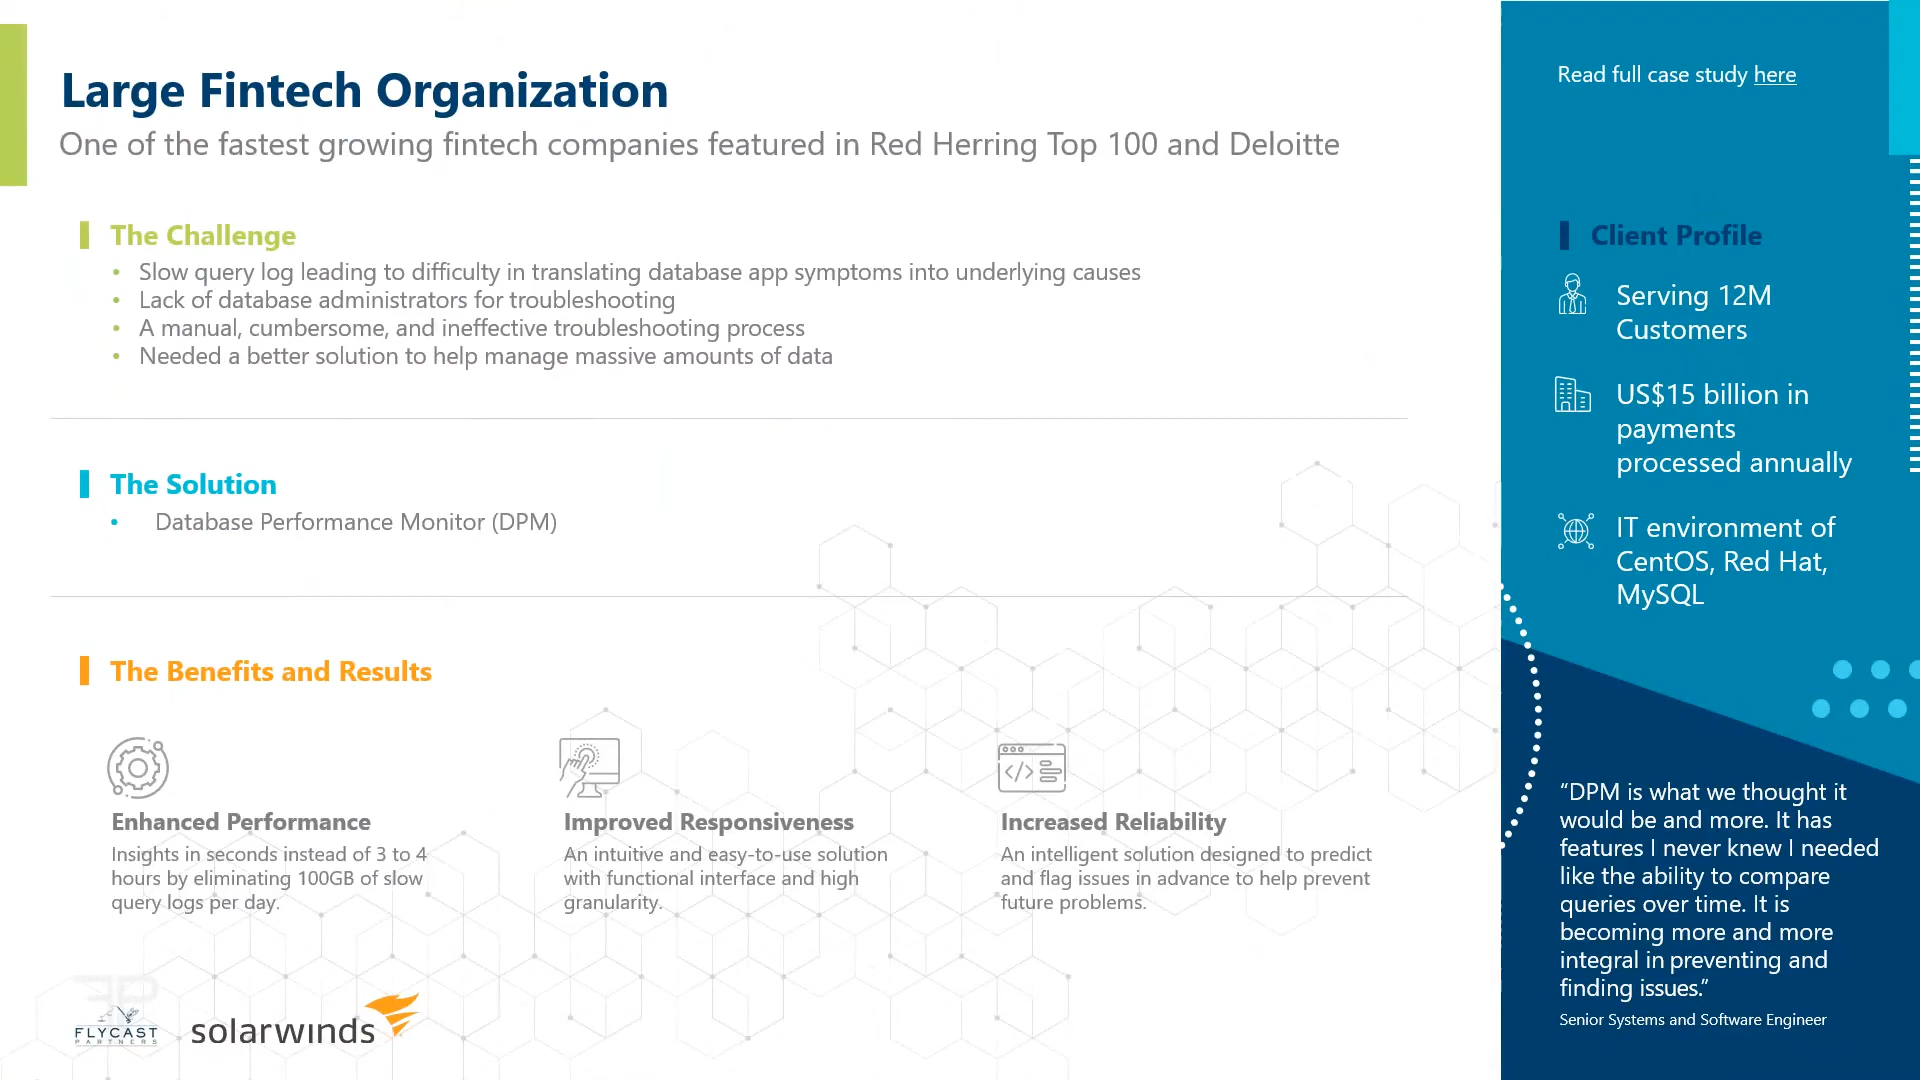 Large Fintech Organization
One of the fastest growing fintech companies featured in Red Herring Top 100 and Deloitte
The Challenge
• Slow query log leading to difficulty in translating database app symptoms into underlying causes
• Lack of database administrators for troubleshooting
• A manual, cumbersome, and ineffective troubleshooting process
• Needed a better solution to help manage massive amounts of data
The Solution
• Database Performance Monitor (DPM)
The Benefits and Results
Enhanced Performance
Insights in seconds instead of 3 to 4
hours by eliminating 100GB of slow
query logs per day.
Improved Responsiveness
An intuitive and easy-to-use solution
with functional interface and high
granularity.
Increased Reliability
An intelligent solution designed to predict
and flag issues in advance to help prevent
future problems.
FLYCAST
PARTNERS
solarwinds
Read full case study here
Client Profile
Serving 12M
Customers
US$15 billion in
payments
processed annually
IT environment of
CentOS, Red Hat,
MySQL
“DPM is what we thought it
would be and more. It has
features I never knew I needed
like the ability to compare
queries over time. It is
becoming more and more
integral in preventing and
finding issues.”
Senior Systems and Software Engineer